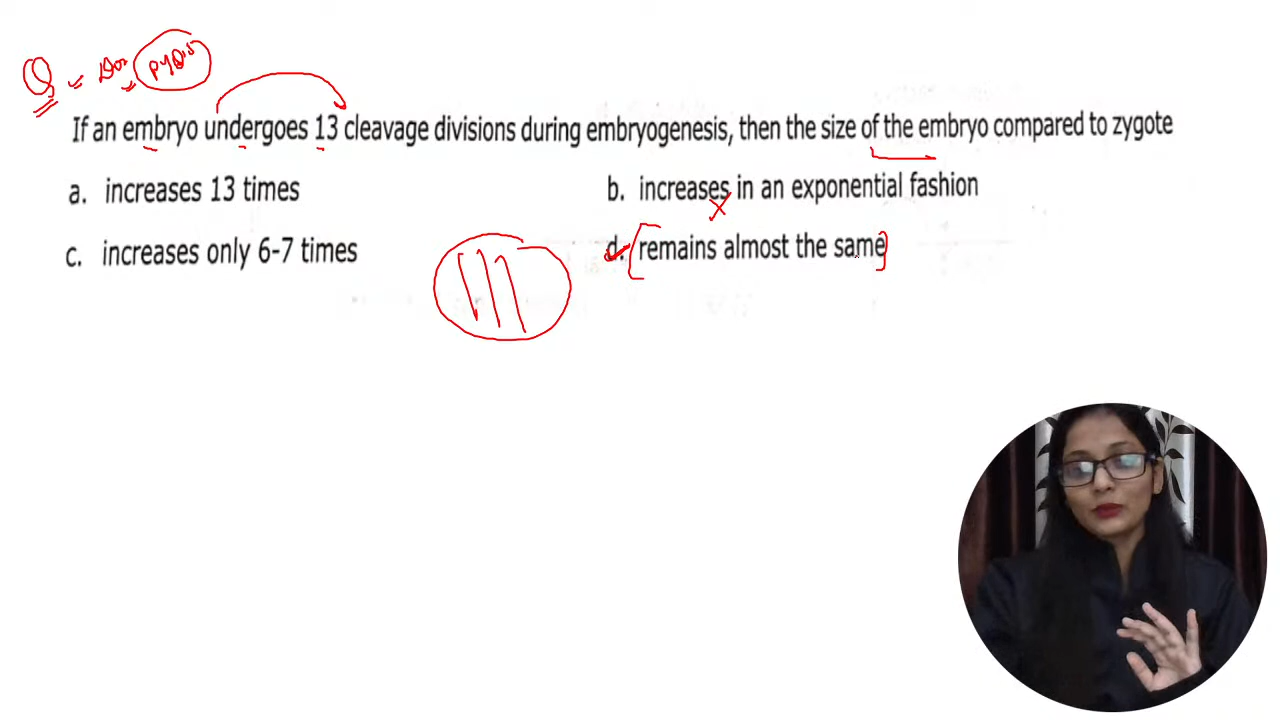 Q = PYQ's
If an embryo undergoes 13 cleavage divisions during embryogenesis, then the size of the embryo compared to zygote
a. increases 13 times
b. increases in an exponential fashion
c. increases only 6-7 times
d. remains almost the same